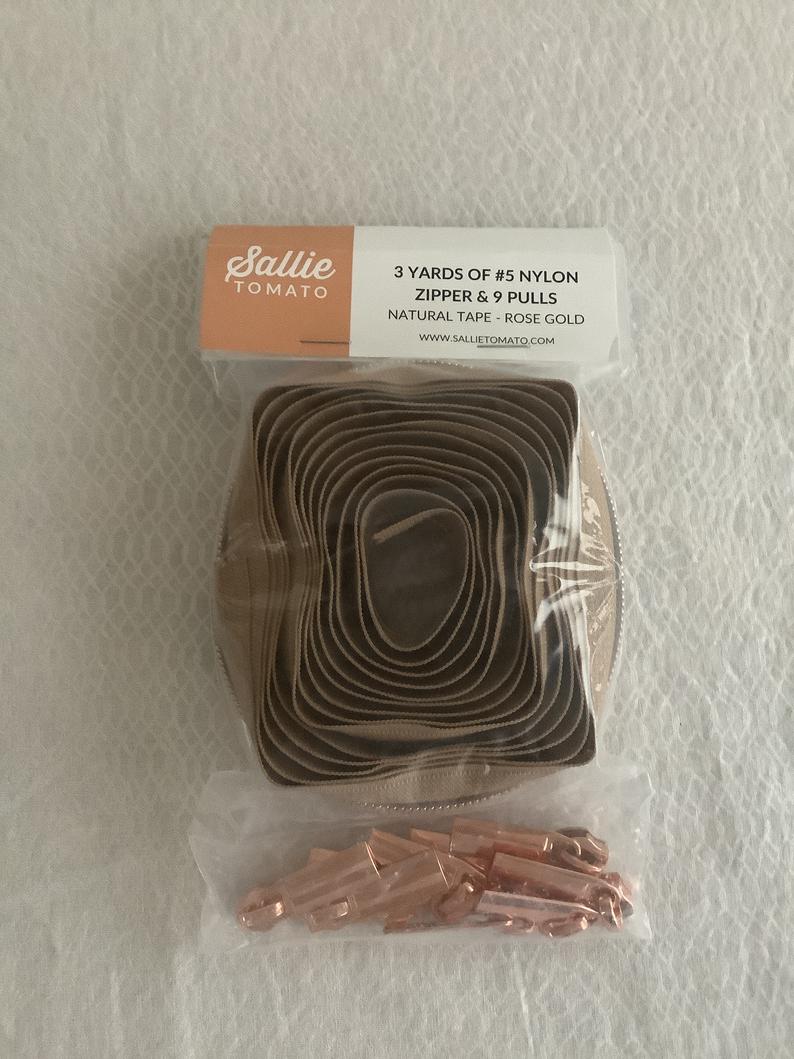 Sallie
TOMATO
3 YARDS OF #5 NYLON
ZIPPER & 9 PULLS
NATURAL TAPE - ROSE GOLD
WWW.SALLIETOMATO.COM